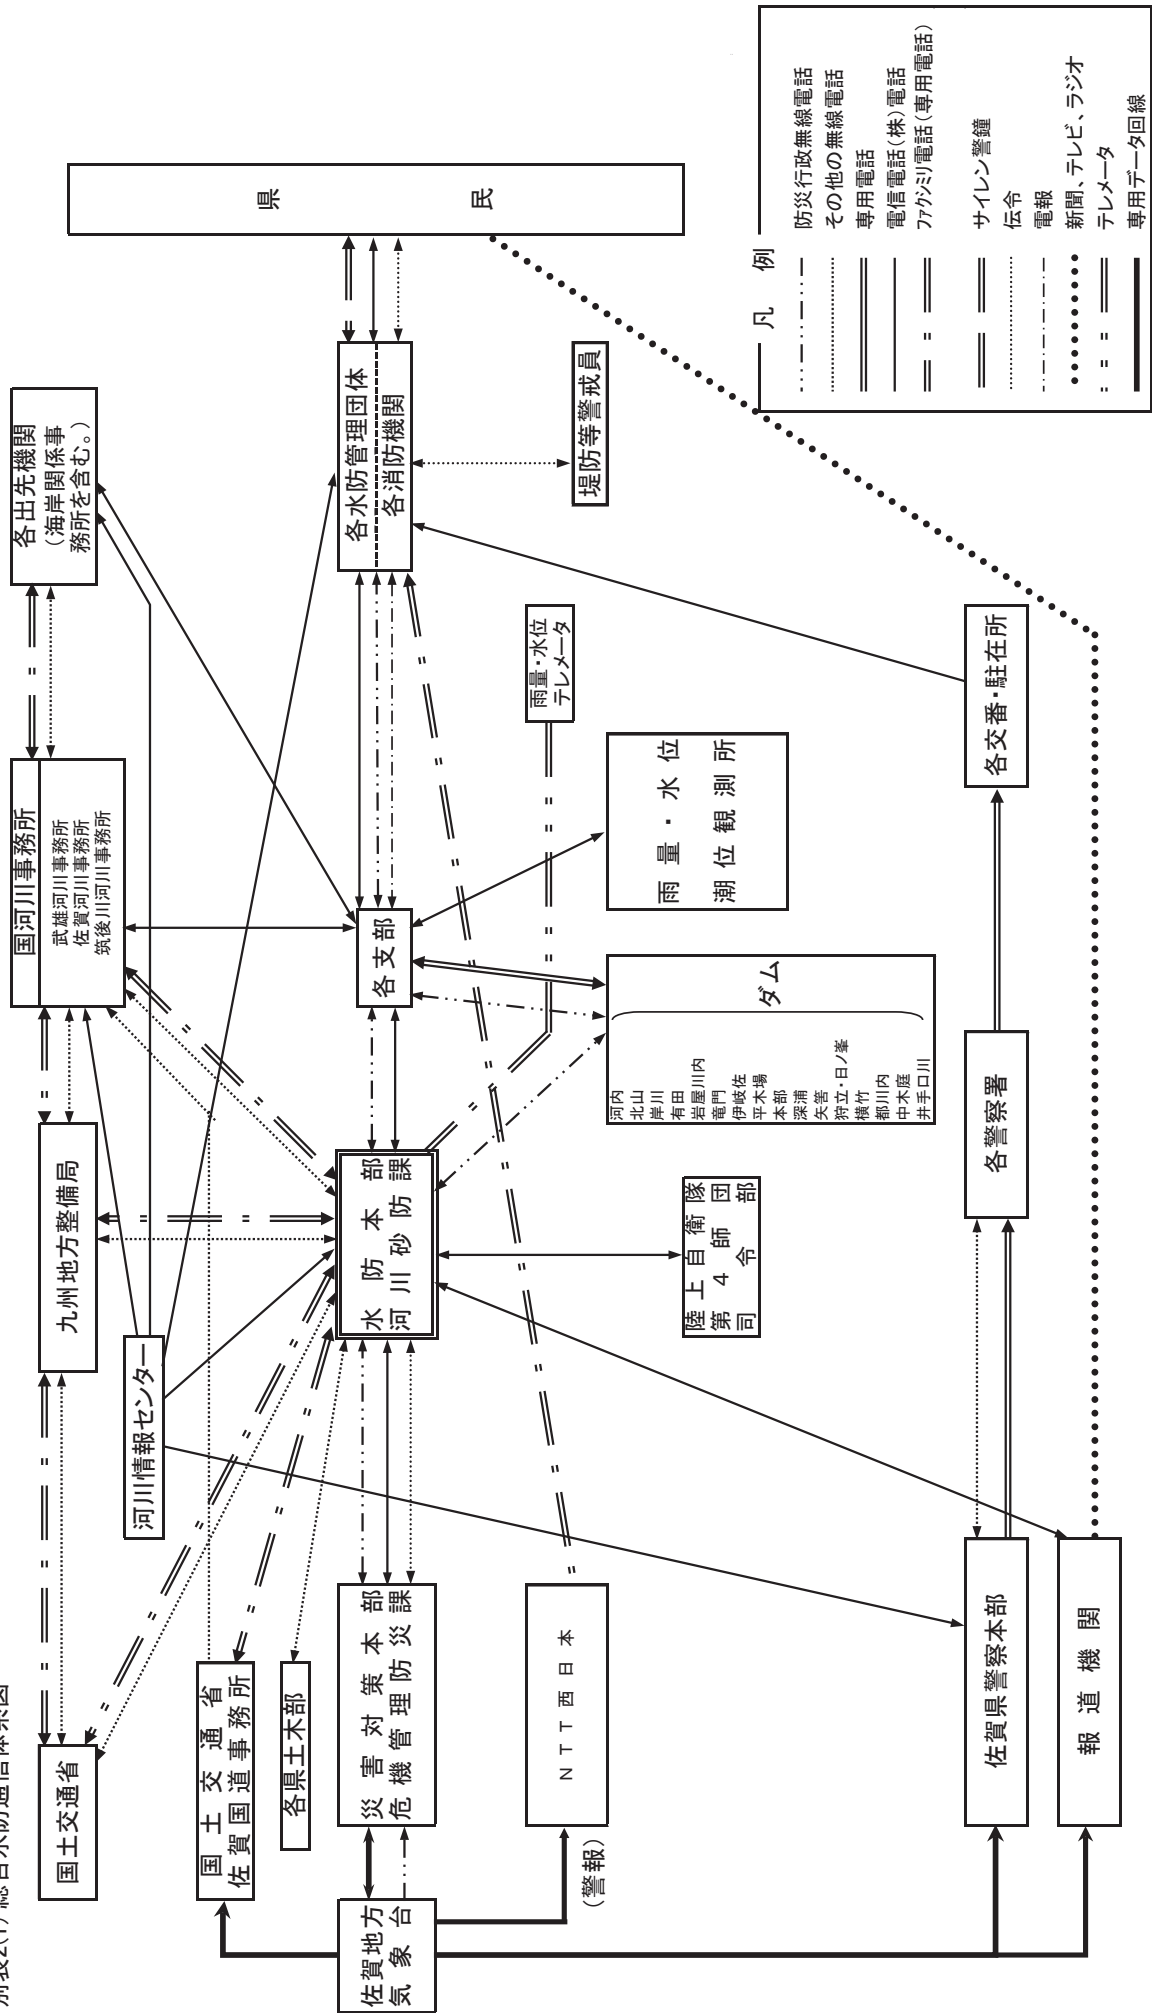 別表2(1) 総合水防通信体系図
国土交通省
九州地方整備局
国河川事務所
武雄河川事務所
佐賀河川事務所
筑後川河川事務所
各出先機関
(海岸関係事
務所を含む。)
河川情報センター
国土交通省
佐賀国道事務所
各県土木部
佐賀地方
気象台
災害対策本部
危機管理防災課
水防本部
河川砂防課
各支部
各水防管理団体
各消防機関
県民
ＮＴＴ西日本
(警報)
雨量・水位
テレメータ
堤防等警戒員
陸上自衛隊
第４師団
司令部
河内
北山
岸川
有田
岩屋川内
竜門
伊岐佐
平木場
本部
深浦
矢筈
狩立・日ノ峯
横竹
都川内
中木庭
井手口川
ダム
雨量・水位
潮位観測所
佐賀県警察本部
各警察署
各交番・駐在所
報道機関
凡例
防災行政無線電話
その他の無線電話
専用電話
電信電話(株)電話
ファクシミリ電話(専用電話)
サイレン警鐘
伝令
電報
新聞、テレビ、ラジオ
テレメータ
専用データ回線